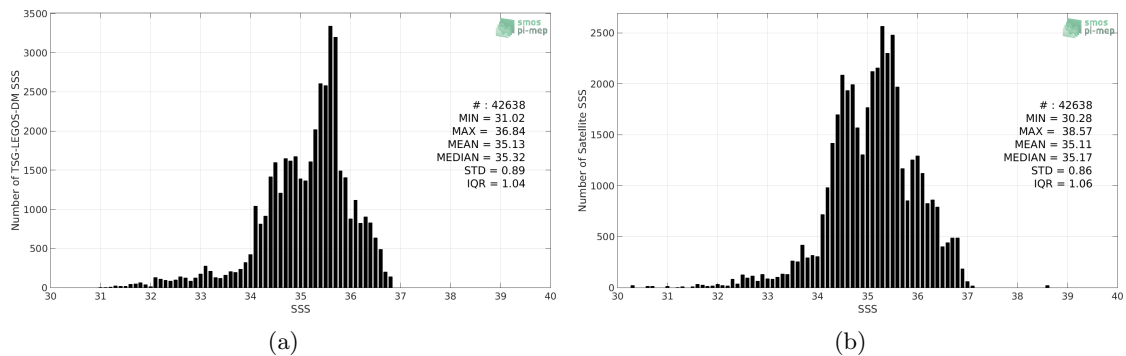 smos
pi-mep
Number of TSG-LEGOS-DM SSS
3500
3000
2500
2000
1500
1000
500
0
# : 42638
MIN = 31.02
MAX = 36.84
MEAN = 35.13
MEDIAN = 35.32
STD = 0.89
IQR = 1.04
30 31 32 33 34 35 36 37 38 39 40
SSS
(a)
smos
pi-mep
Number of Satellite SSS
2500
2000
1500
1000
500
0
# : 42638
MIN = 30.28
MAX = 38.57
MEAN = 35.11
MEDIAN = 35.17
STD = 0.86
IQR = 1.06
30 31 32 33 34 35 36 37 38 39 40
SSS
(b)